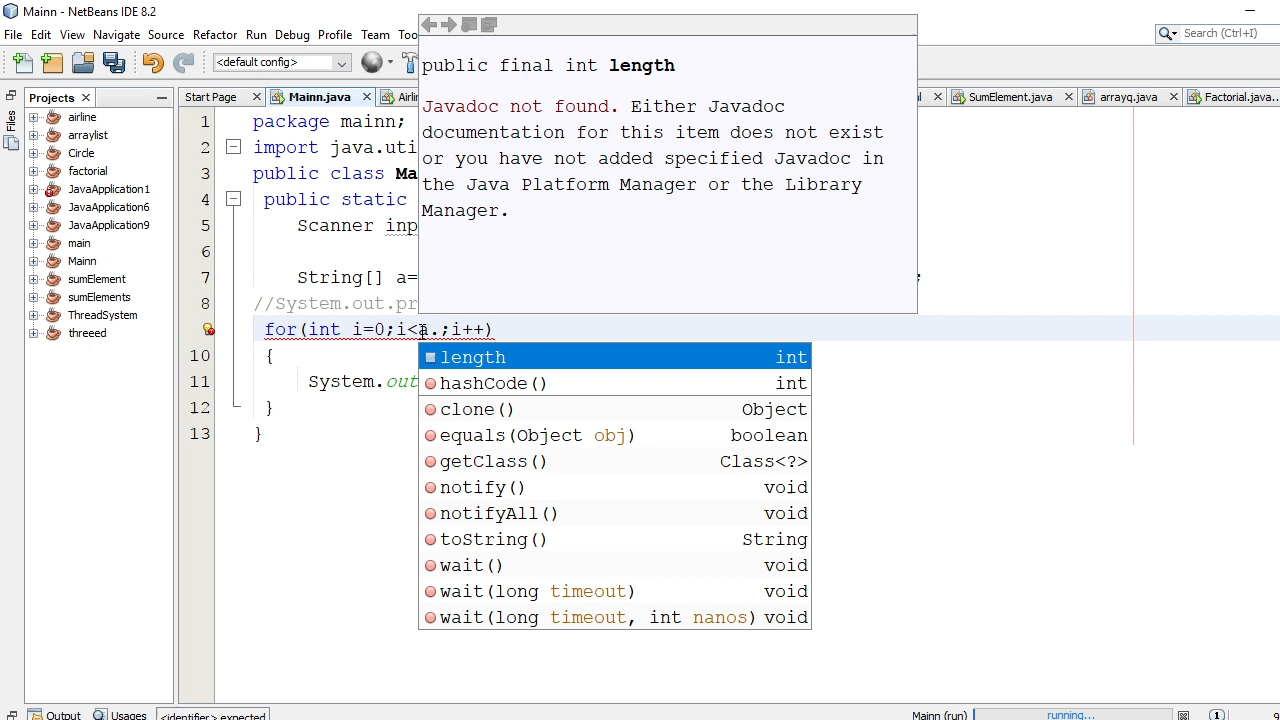 Mainn - NetBeans IDE 8.2
File Edit View Navigate Source Refactor Run Debug Profile Team
<default config>
Search (Ctrl+I)
Projects
Files
airline
arraylist
Circle
factorial
JavaApplication1
JavaApplication6
JavaApplication9
main
Mainn
sumElement
sumElements
ThreadSystem
threeed
Start Page Mainn.java SumElement.java arrayq.java Factorial.java...
1 package mainn;
2 import java.uti
3 public class Ma
4 public static
5 Scanner inp
6
7 String[] a=
8 //System.out.pr
for(int i=0;i<a.;i++)
10 {
11 System.out
12 }
13 }
public final int length
Javadoc not found. Either Javadoc
documentation for this item does not exist
or you have not added specified Javadoc in
the Java Platform Manager or the Library
Manager.
length int
hashCode() int
clone() Object
equals(Object obj) boolean
getClass() Class<?>
notify() void
notifyAll() void
toString() String
wait() void
wait(long timeout) void
wait(long timeout, int nanos) void
Output Usages <identifier> expected Mainn (run) running... 1